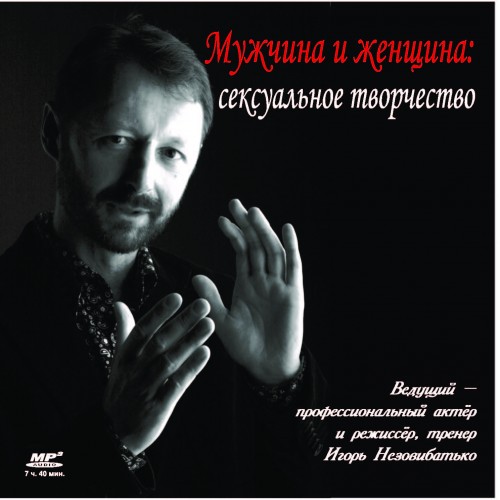 Мужчина и женщина:
сексуальное творчество
Ведущий –
профессиональный актёр
и режиссёр, тренер
Игорь Незовибатько
MP3
AUDIO
7 ч. 40 мин.